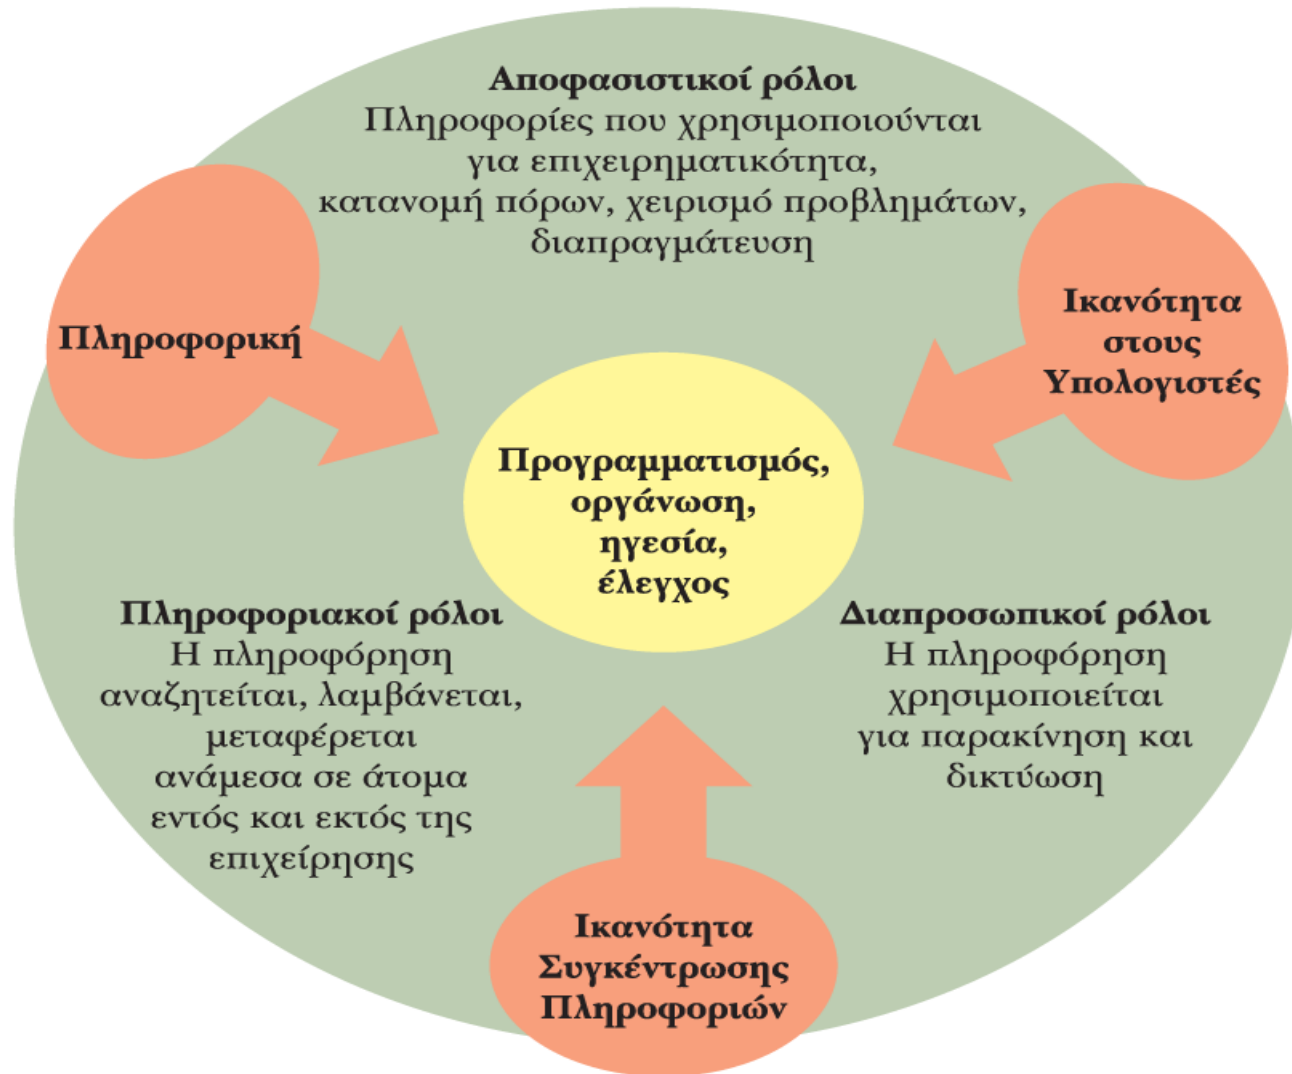 Αποφασιστικοί ρόλοι
Πληροφορίες που χρησιμοποιούνται
για επιχειρηματικότητα,
κατανομή πόρων, χειρισμό προβλημάτων,
διαπραγμάτευση
Πληροφορική
Ικανότητα
στους
Υπολογιστές
Προγραμματισμός,
οργάνωση,
ηγεσία,
έλεγχος
Πληροφοριακοί ρόλοι
Η πληροφόρηση
αναζητείται, λαμβάνεται,
μεταφέρεται
ανάμεσα σε άτομα
εντός και εκτός της
επιχείρησης
Διαπροσωπικοί ρόλοι
Η πληροφόρηση
χρησιμοποιείται
για παρακίνηση και
δικτύωση
Ικανότητα
Συγκέντρωσης
Πληροφοριών